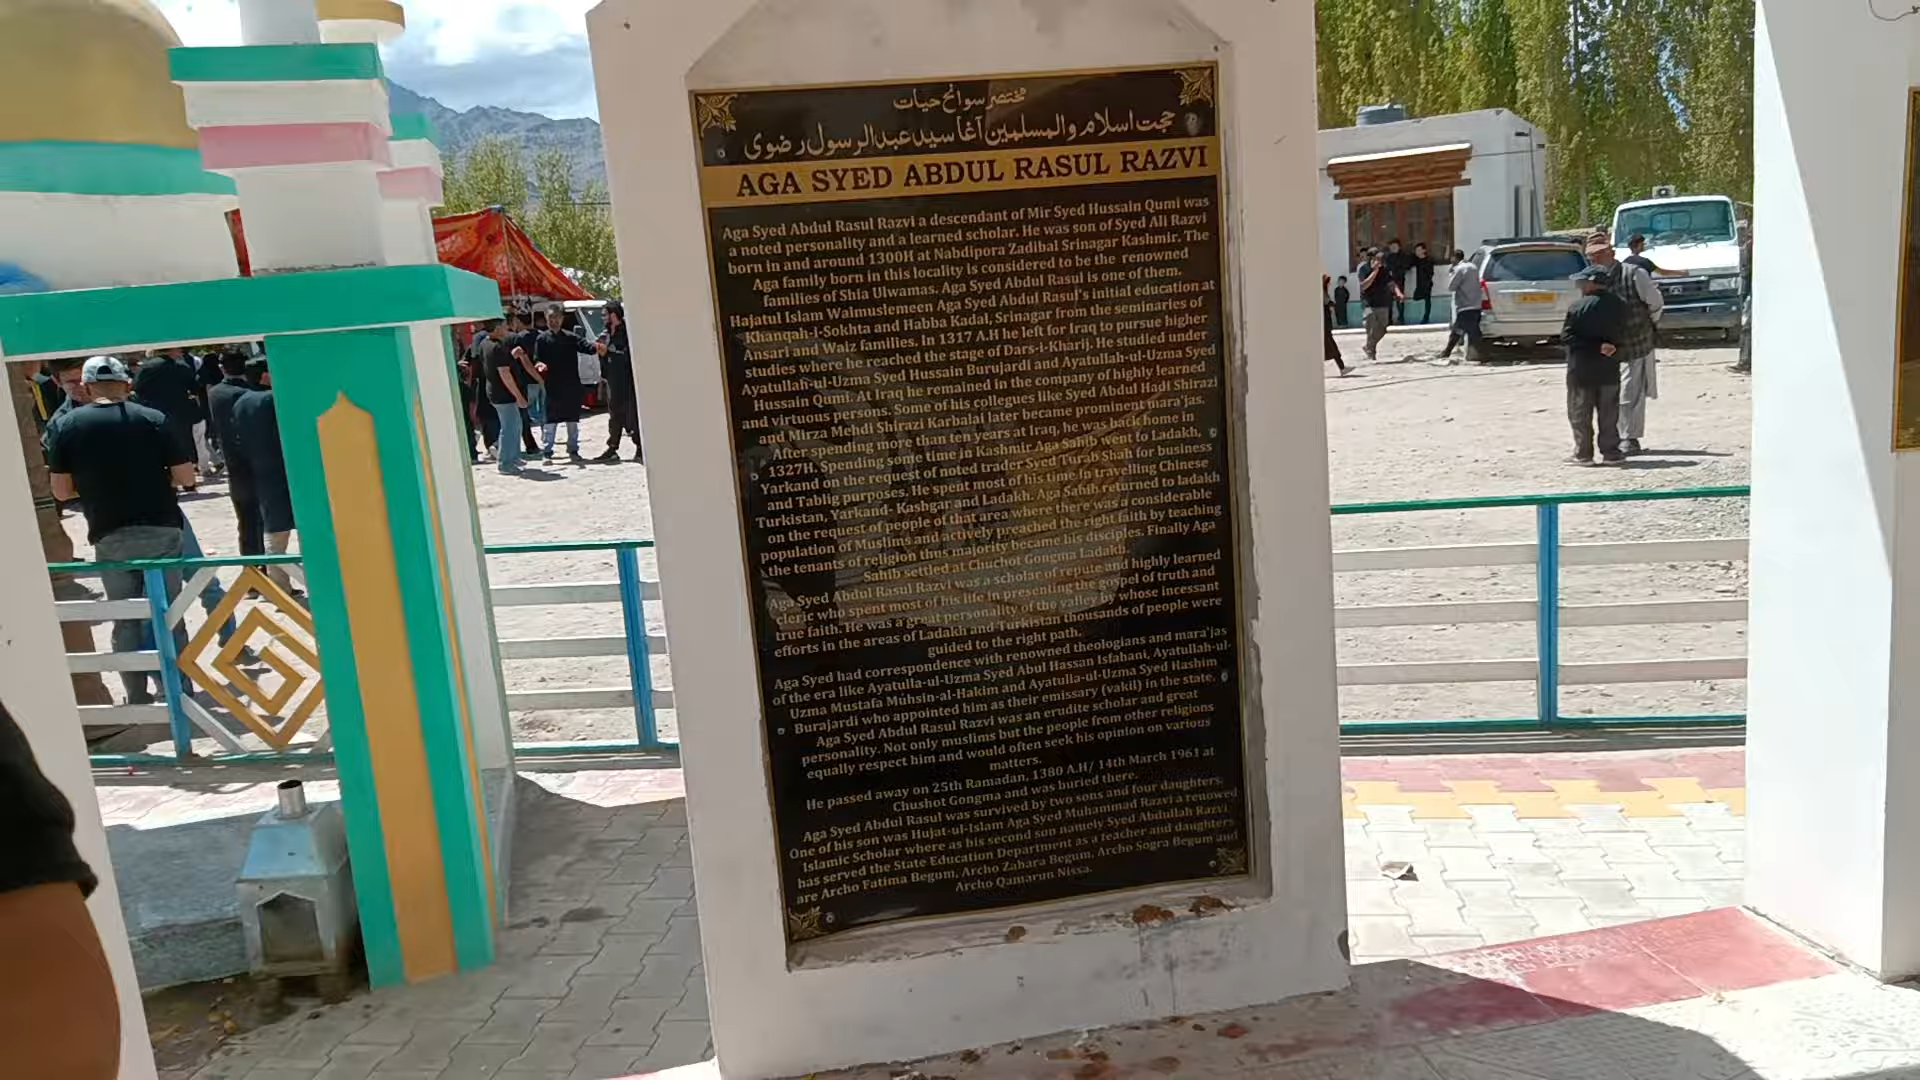 مختصر سوانح حیات
حجت اسلام والمسلمین آغا سید عبدالرسول رضوی
AGA SYED ABDUL RASUL RAZVI
Aga Syed Abdul Rasul Razvi a descendant of Mir Syed Hussain Qumi was
a noted personality and a learned scholar. He was son of Syed Ali Razvi
born in and around 1300H at Nabdipora Zadibal Srinagar Kashmir. The
Aga family born in this locality is considered to be the renowned
families of Shia Ulwamas. Aga Syed Abdul Rasul is one of them.
Hajatul Islam Walmuslemeen Aga Syed Abdul Rasul's initial education at
Khanqah-I-Sokhta and Habba Kadal, Srinagar from the seminaries of
Ansari and Waiz families. In 1317 A.H he left for Iraq to pursue higher
studies where he reached the stage of Dars-i-Kharij. He studied under
Ayatullah-ul-Uzma Syed Hussain Burujardi and Ayatullah-ul-Uzma Syed
Hussain Qumi. At Iraq he remained in the company of highly learned
and virtuous persons. Some of his collegues like Syed Abdul Hadi Shirazi
and Mirza Mehdi Shirazi Karbalai later became prominent mara'jas.
After spending more than ten years at Iraq, he was back home in
1327H. Spending some time in Kashmir Aga Sahib went to Ladakh,
Yarkand on the request of noted trader Syed Turab Shah for business
and Tablig purposes. He spent most of his time in travelling Chinese
Turkistan, Yarkand- Kashgar and Ladakh. Aga Sahib returned to ladakh
on the request of people of that area where there was a considerable
population of Muslims and actively preached the right faith by teaching
the tenants of religion thus majority became his disciples. Finally Aga
Sahib settled at Chuchot Gongma Ladakh.
Aga Syed Abdul Rasul Razvi was a scholar of repute and highly learned
cleric who spent most of his life in presenting the gospel of truth and
true faith. He was a great personality of the valley by whose incessant
efforts in the areas of Ladakh and Turkistan thousands of people were
guided to the right path.
Aga Syed had correspondence with renowned theologians and mara'jas
of the era like Ayatulla-ul-Uzma Syed Abul Hassan Isfahani, Ayatullah-ul-
Uzma Mustafa Muhsin-al-Hakim and Ayatulla-ul-Uzma Syed Hashim
Burajardi who appointed him as their emissary (vakil) in the state.
Aga Syed Abdul Rasul Razvi was an erudite scholar and great
personality. Not only muslims but the people from other religions
equally respect him and would often seek his opinion on various
matters.
He passed away on 25th Ramadan, 1380 A.H/ 14th March 1961 at
Chushot Gongma and was buried there.
Aga Syed Abdul Rasul was survived by two sons and four daughters.
One of his son was Hujat-ul-Islam Aga Syed Muhammad Razvi a renowed
Islamic Scholar where as his second son namely Syed Abdullah Razvi
has served the State Education Department as a teacher and daughters
are Archo Fatima Begum, Archo Zahara Begum, Archo Sogra Begum and
Archo Qamarun Nissa.